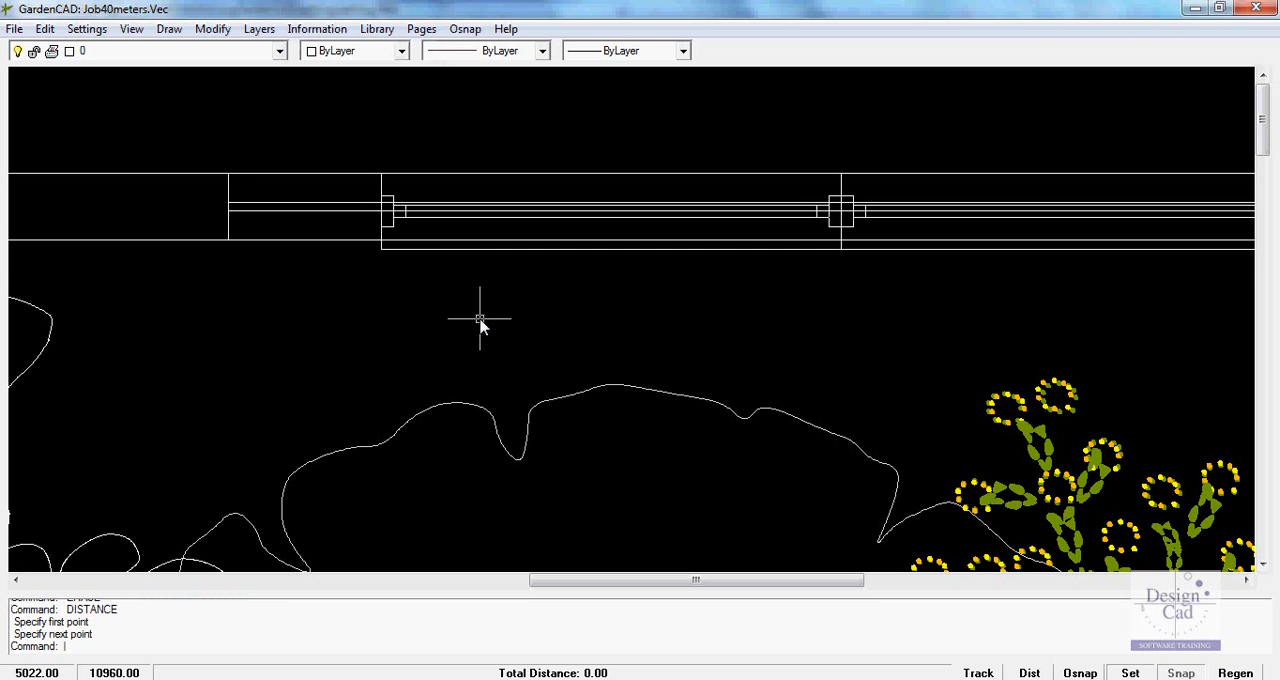 GardenCAD: Job40meters.Vec
File Edit Settings View Draw Modify Layers Information Library Pages Osnap Help
0 ByLayer ByLayer ByLayer
Command: ERASE
Command: DISTANCE
Specify first point
Specify next point
Command:
Design
Cad
SOFTWARE TRAINING
5022.00 10960.00 Total Distance: 0.00 Track Dist Osnap Set Snap Regen